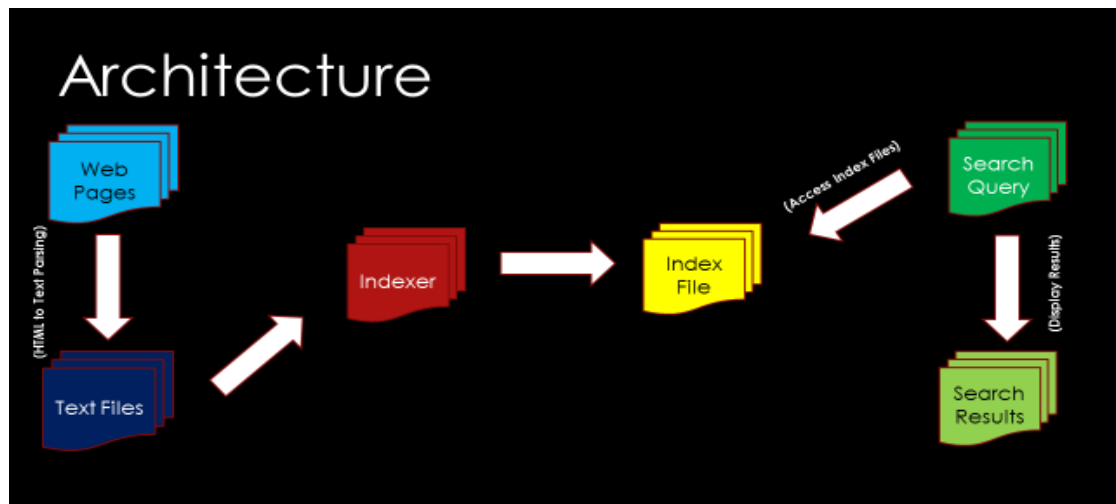 Architecture
Web
Pages
(HTML to Text Parsing)
Text Files
Indexer
Index
File
(Access Index Files)
Search
Query
(Display Results)
Search
Results